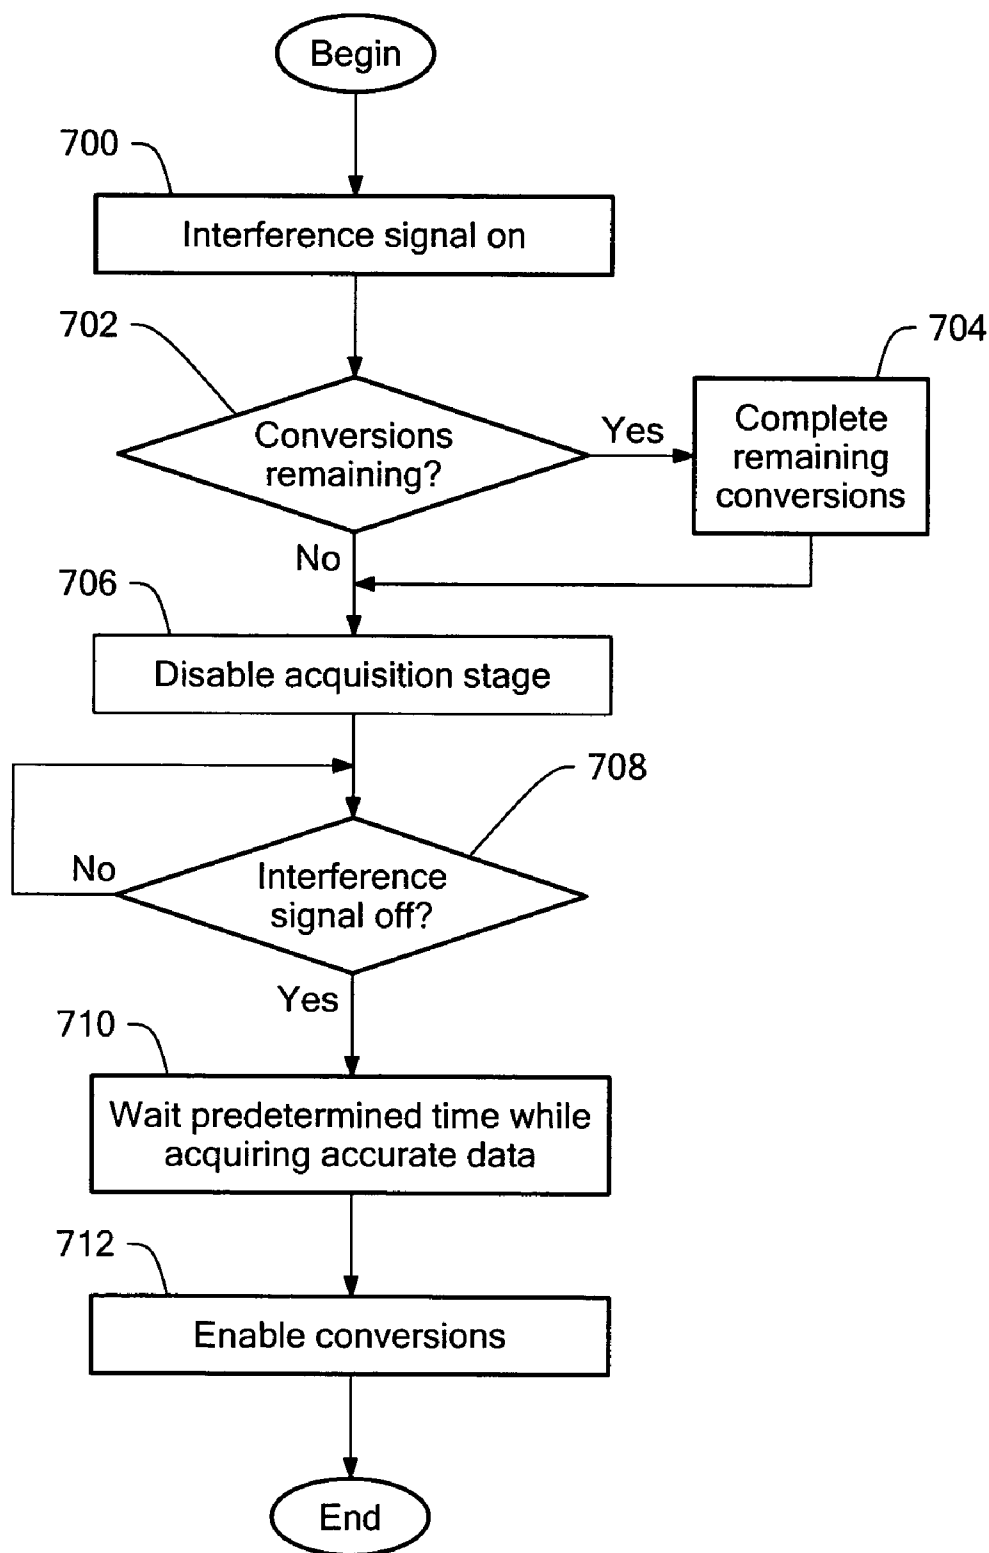 Begin
700
Interference signal on
702
704
Conversions
remaining?
Yes
Complete
remaining
conversions
No
706
Disable acquisition stage
708
No
Interference
signal off?
Yes
710
Wait predetermined time while
acquiring accurate data
712
Enable conversions
End